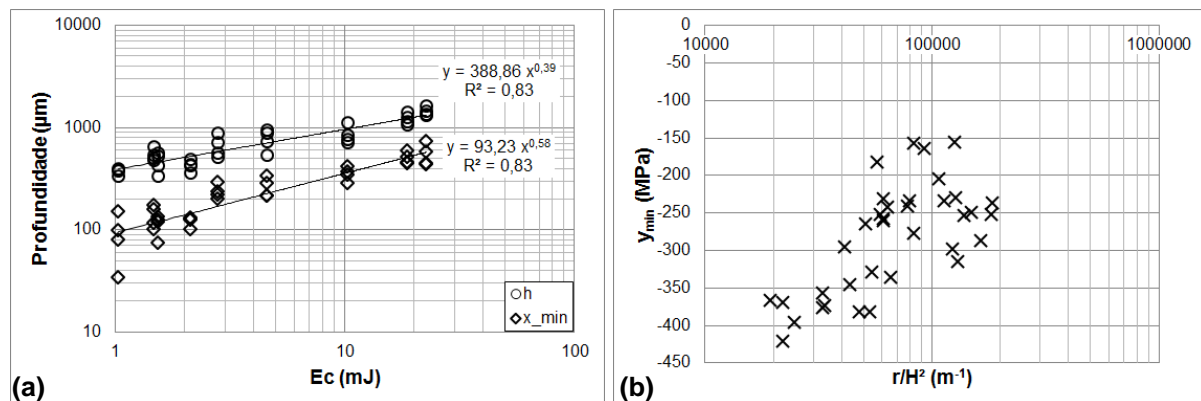 10000
1000
100
10
Profundidade (µm)
y = 388,86 x^0,39
R² = 0,83
y = 93,23 x^0,58
R² = 0,83
h
x_min
1 10 100
Ec (mJ)
(a)
0
10000 100000 1000000
-50
-100
-150
-200
-250
-300
-350
-400
-450
y_min (MPa)
r/H² (m⁻¹)
(b)